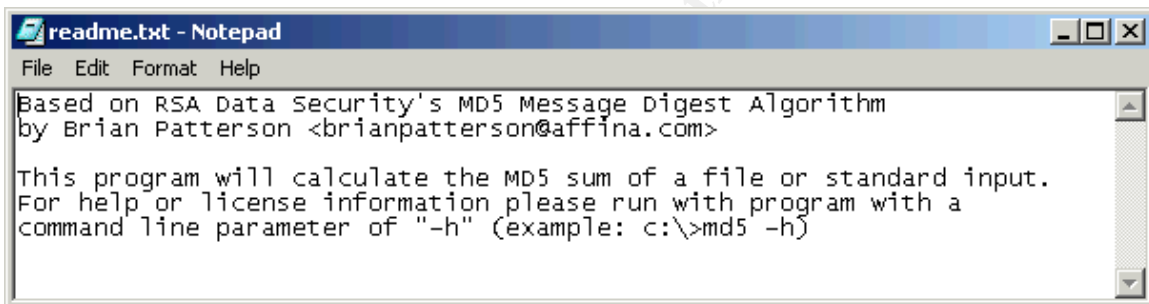 readme.txt - Notepad
File Edit Format Help
Based on RSA Data Security's MD5 Message Digest Algorithm
by Brian Patterson <brianpatterson@affina.com>
This program will calculate the MD5 sum of a file or standard input.
For help or license information please run with program with a
command line parameter of "-h" (example: c:\>md5 -h)